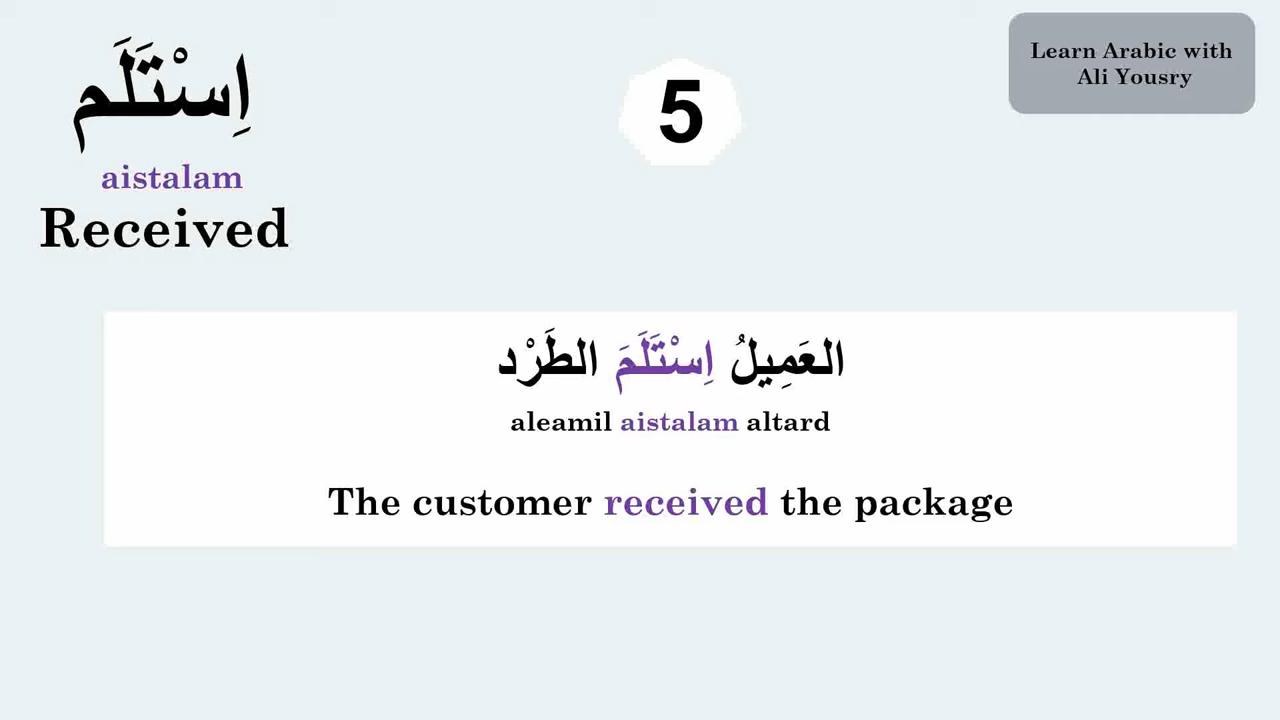 اِسْتَلَم
aistalam
Received
5
Learn Arabic with
Ali Yousry
العَمِيلُ اِسْتَلَمَ الطَرْد
aleamil aistalam altard
The customer received the package